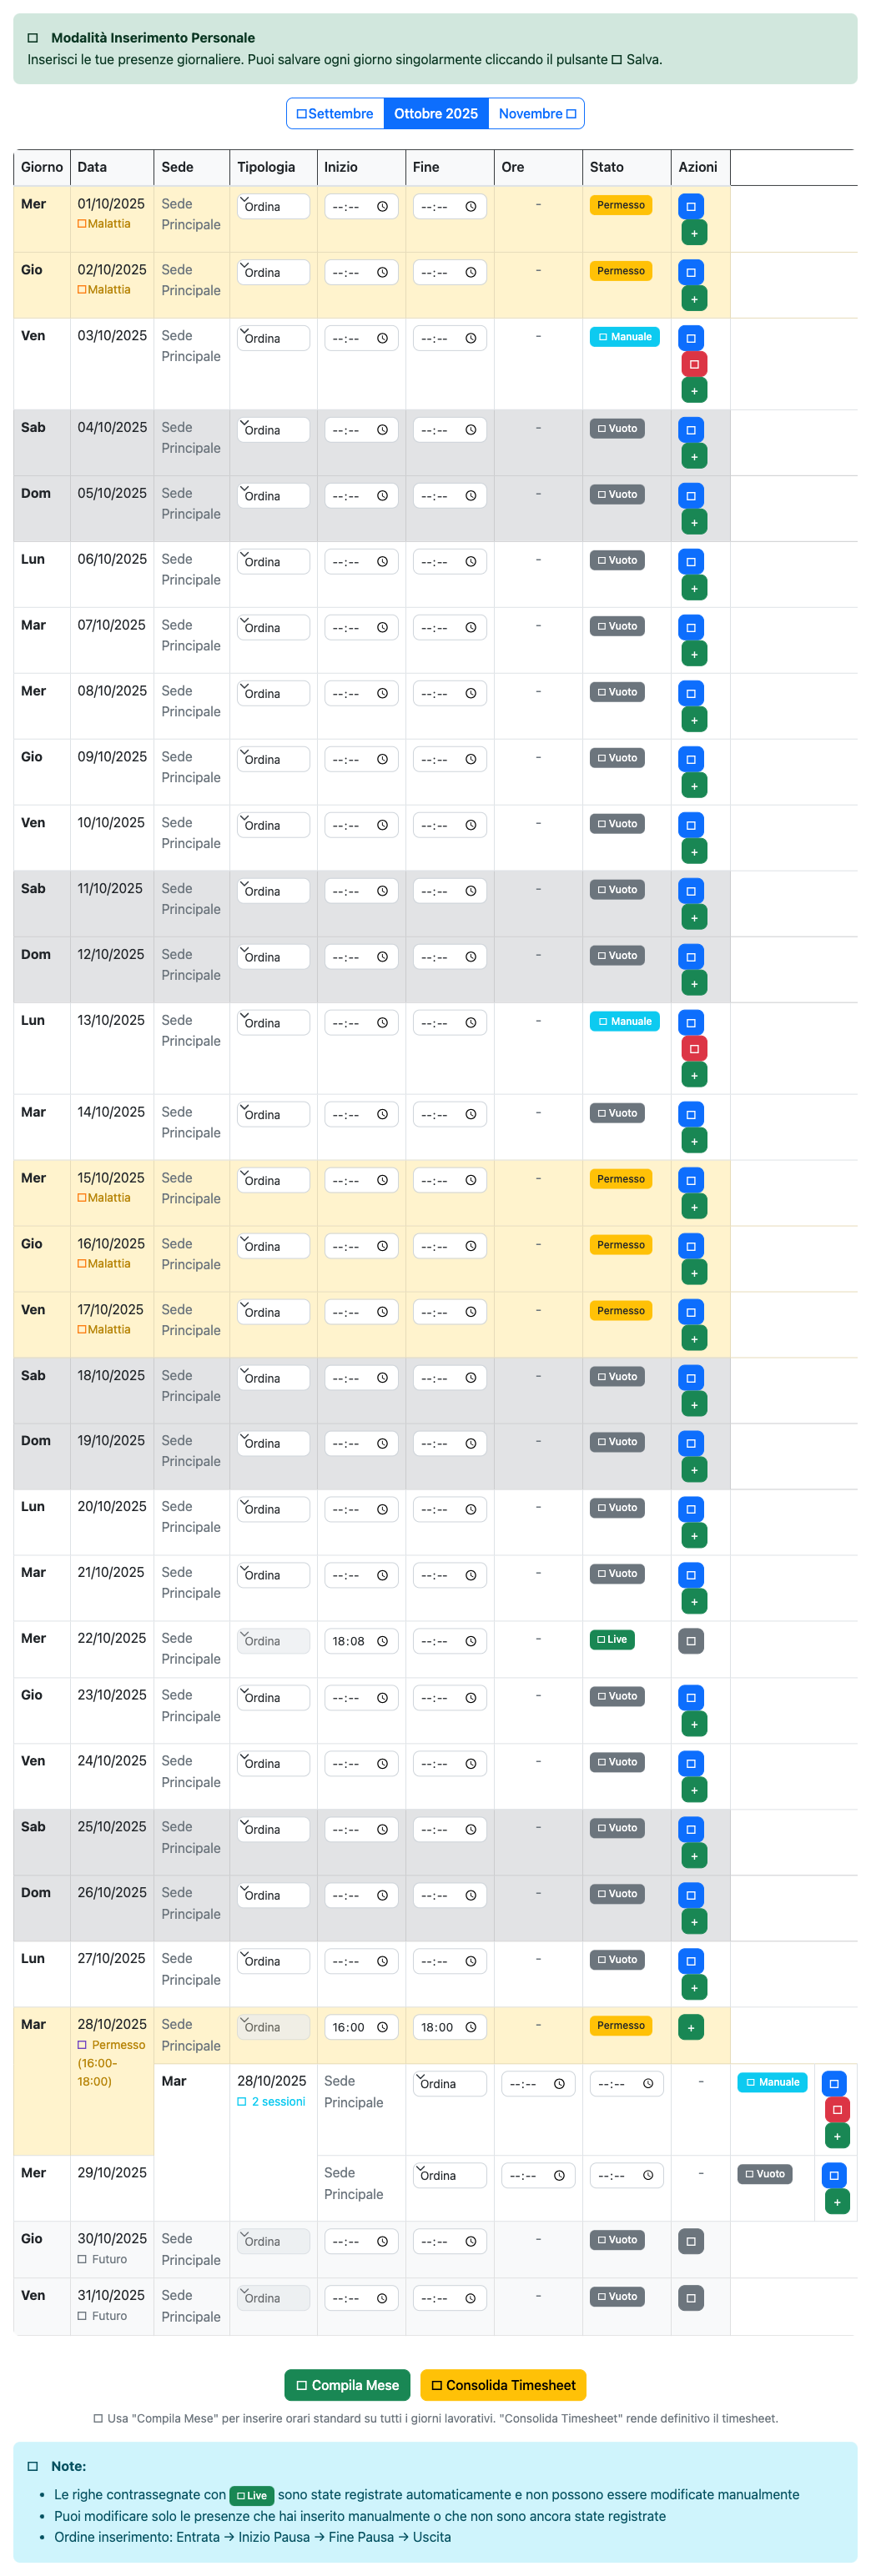 Modalità Inserimento Personale
Inserisci le tue presenze giornaliere. Puoi salvare ogni giorno singolarmente cliccando il pulsante □ Salva.
□Settembre Ottobre 2025 Novembre □
Giorno Data Sede Tipologia Inizio Fine Ore Stato Azioni
Mer 01/10/2025 Sede Ordina --:-- --:-- - Permesso □
□Malattia Principale +
Gio 02/10/2025 Sede Ordina --:-- --:-- - Permesso □
□Malattia Principale +
Ven 03/10/2025 Sede Ordina --:-- --:-- - □ Manuale □
Principale □
+
Sab 04/10/2025 Sede Ordina --:-- --:-- - □ Vuoto □
Principale +
Dom 05/10/2025 Sede Ordina --:-- --:-- - □ Vuoto □
Principale +
Lun 06/10/2025 Sede Ordina --:-- --:-- - □ Vuoto □
Principale +
Mar 07/10/2025 Sede Ordina --:-- --:-- - □ Vuoto □
Principale +
Mer 08/10/2025 Sede Ordina --:-- --:-- - □ Vuoto □
Principale +
Gio 09/10/2025 Sede Ordina --:-- --:-- - □ Vuoto □
Principale +
Ven 10/10/2025 Sede Ordina --:-- --:-- - □ Vuoto □
Principale +
Sab 11/10/2025 Sede Ordina --:-- --:-- - □ Vuoto □
Principale +
Dom 12/10/2025 Sede Ordina --:-- --:-- - □ Vuoto □
Principale +
Lun 13/10/2025 Sede Ordina --:-- --:-- - □ Manuale □
Principale □
+
Mar 14/10/2025 Sede Ordina --:-- --:-- - □ Vuoto □
Principale +
Mer 15/10/2025 Sede Ordina --:-- --:-- - Permesso □
□Malattia Principale +
Gio 16/10/2025 Sede Ordina --:-- --:-- - Permesso □
□Malattia Principale +
Ven 17/10/2025 Sede Ordina --:-- --:-- - Permesso □
□Malattia Principale +
Sab 18/10/2025 Sede Ordina --:-- --:-- - □ Vuoto □
Principale +
Dom 19/10/2025 Sede Ordina --:-- --:-- - □ Vuoto □
Principale +
Lun 20/10/2025 Sede Ordina --:-- --:-- - □ Vuoto □
Principale +
Mar 21/10/2025 Sede Ordina --:-- --:-- - □ Vuoto □
Principale +
Mer 22/10/2025 Sede Ordina 18:08 --:-- - □ Live □
Principale
Gio 23/10/2025 Sede Ordina --:-- --:-- - □ Vuoto □
Principale +
Ven 24/10/2025 Sede Ordina --:-- --:-- - □ Vuoto □
Principale +
Sab 25/10/2025 Sede Ordina --:-- --:-- - □ Vuoto □
Principale +
Dom 26/10/2025 Sede Ordina --:-- --:-- - □ Vuoto □
Principale +
Lun 27/10/2025 Sede Ordina --:-- --:-- - □ Vuoto □
Principale +
Mar 28/10/2025 Sede Ordina 16:00 18:00 - Permesso +
□ Permesso Principale
(16:00-
18:00)
Mar 28/10/2025 Sede Ordina --:-- --:-- - □ Manuale □
□ 2 sessioni Principale □
+
Mer 29/10/2025 Sede Ordina --:-- --:-- - □ Vuoto □
Principale +
Gio 30/10/2025 Sede Ordina --:-- --:-- - □ Vuoto □
□ Futuro Principale
Ven 31/10/2025 Sede Ordina --:-- --:-- - □ Vuoto □
□ Futuro Principale
□ Compila Mese □ Consolida Timesheet
□ Usa "Compila Mese" per inserire orari standard su tutti i giorni lavorativi. "Consolida Timesheet" rende definitivo il timesheet.
□ Note:
• Le righe contrassegnate con □ Live sono state registrate automaticamente e non possono essere modificate manualmente
• Puoi modificare solo le presenze che hai inserito manualmente o che non sono ancora state registrate
• Ordine inserimento: Entrata → Inizio Pausa → Fine Pausa → Uscita